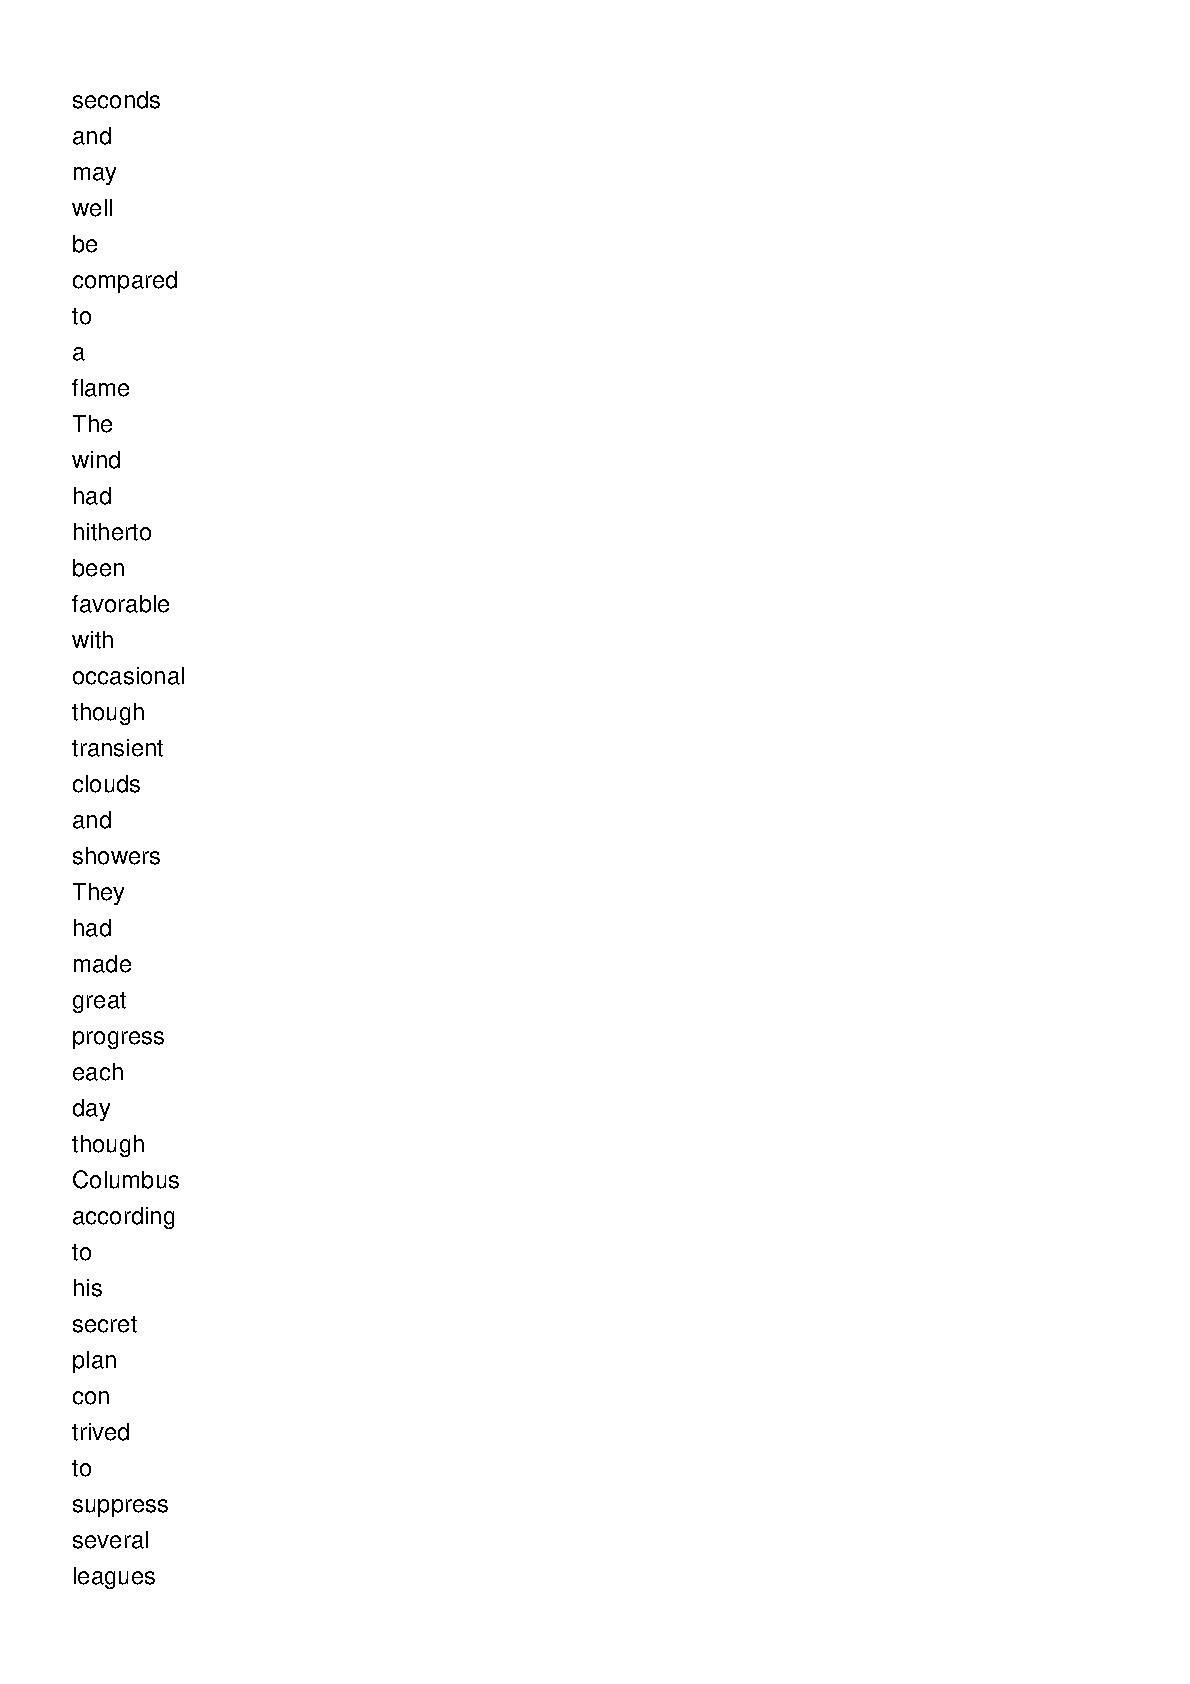 seconds
and
may
well
be
compared
to
a
flame
The
wind
had
hitherto
been
favorable
with
occasional
though
transient
clouds
and
showers
They
had
made
great
progress
each
day
though
Columbus
according
to
his
secret
plan
con
trived
to
suppress
several
leagues